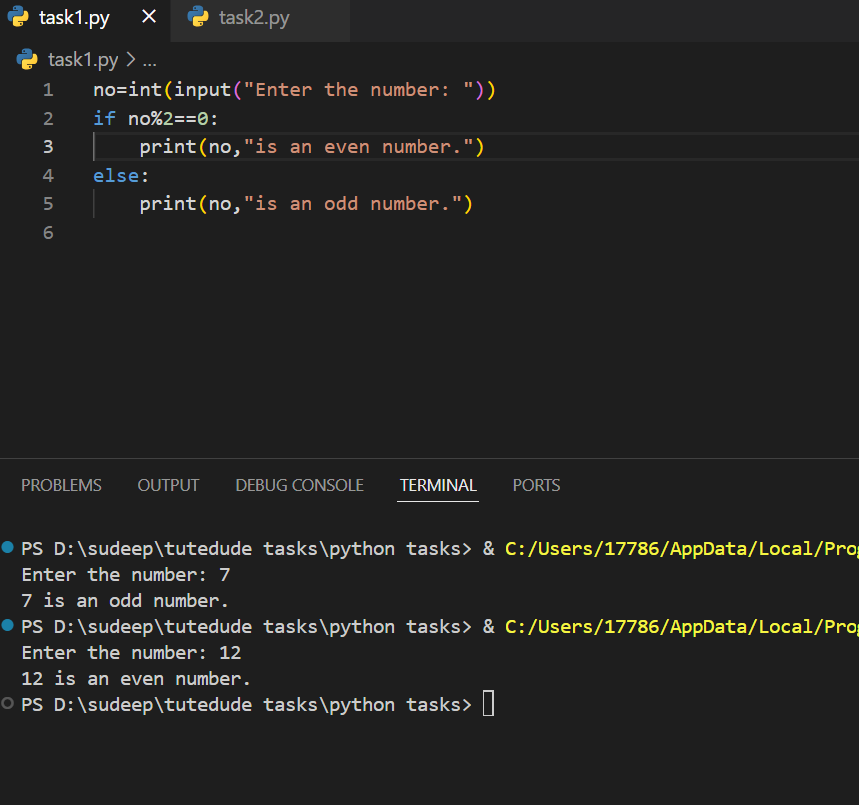 task1.py × task2.py
task1.py > ...
1 no=int(input("Enter the number: "))
2 if no%2==0:
3     print(no,"is an even number.")
4 else:
5     print(no,"is an odd number.")
6
PROBLEMS OUTPUT DEBUG CONSOLE TERMINAL PORTS
PS D:\sudeep\tutedude tasks\python tasks> & C:/Users/17786/AppData/Local/Prog
Enter the number: 7
7 is an odd number.
PS D:\sudeep\tutedude tasks\python tasks> & C:/Users/17786/AppData/Local/Prog
Enter the number: 12
12 is an even number.
PS D:\sudeep\tutedude tasks\python tasks>